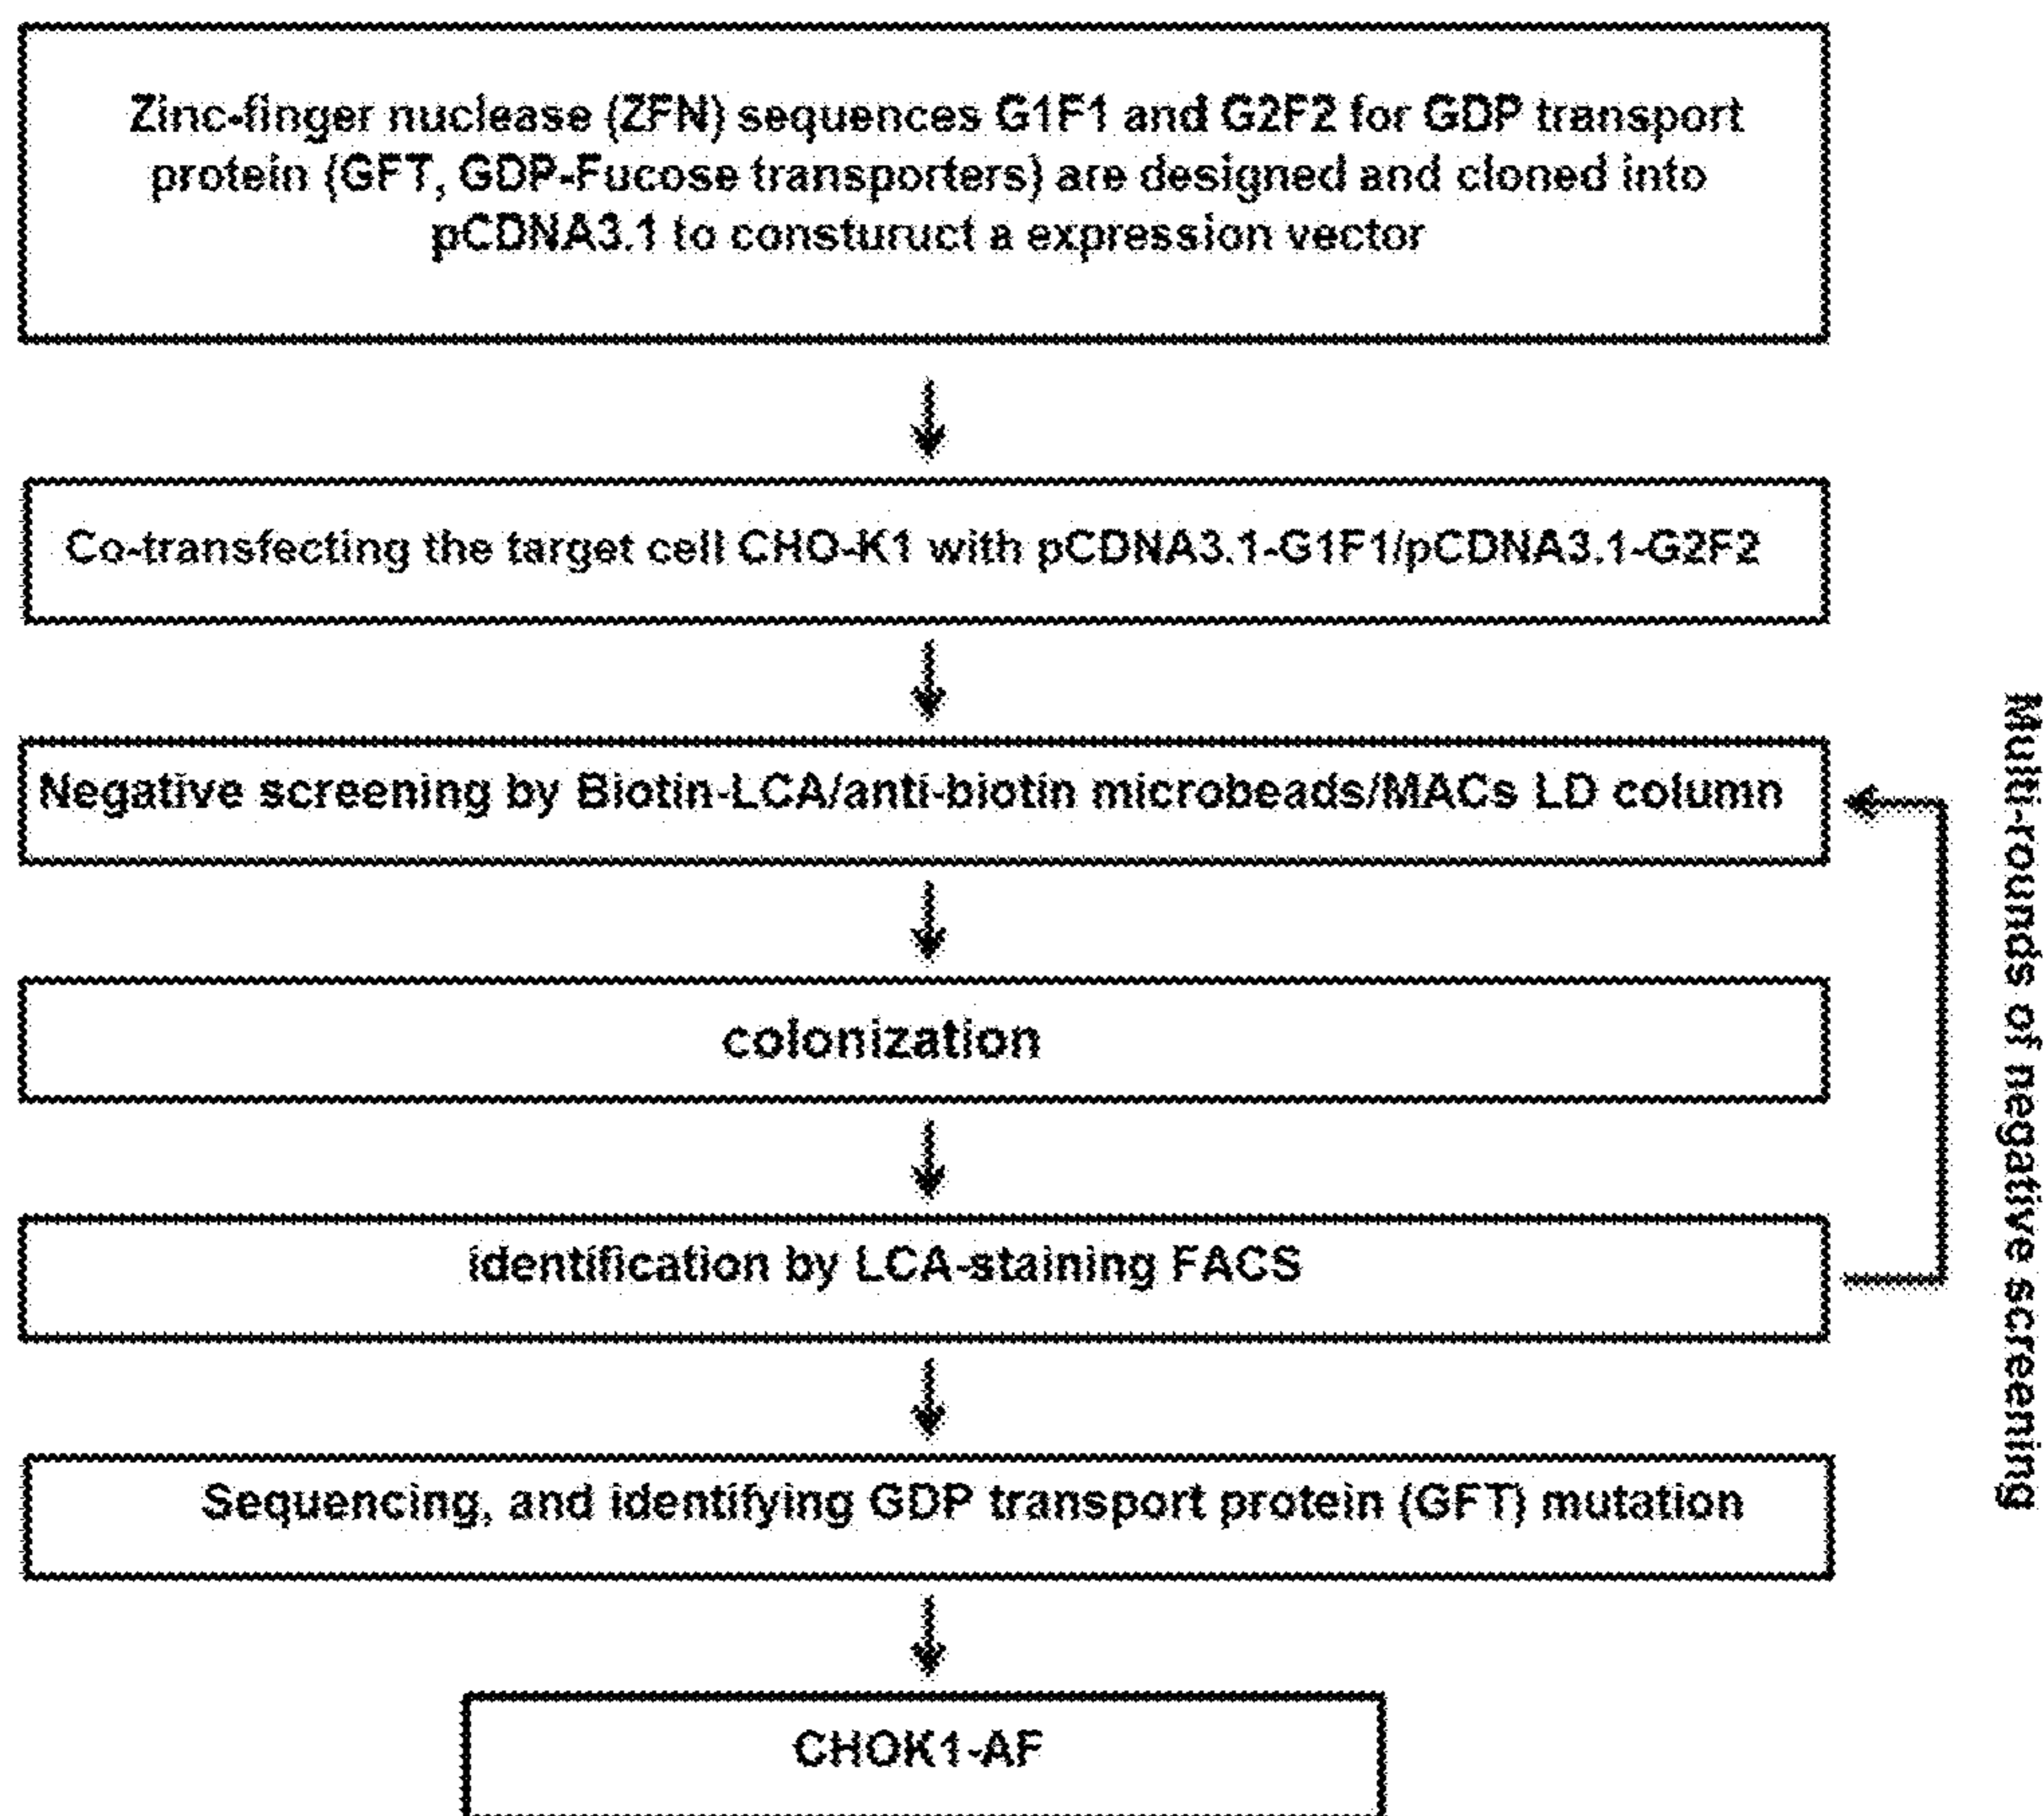 Zinc-finger nuclease (ZFN) sequences G1F1 and G2F2 for GDP transport
protein (GFT, GDP-Fucose transporters) are designed and cloned into
pCDNA3.1 to consturuct a expression vector
Co-transfecting the target cell CHO-K1 with pCDNA3.1-G1F1/pCDNA3.1-G2F2
Negative screening by Biotin-LCA/anti-biotin microbeads/MACs LD column
colonization
identification by LCA-staining FACS
Multi-rounds of negative screening
Sequencing, and identifying GDP transport protein (GFT) mutation
CHOK1-AF